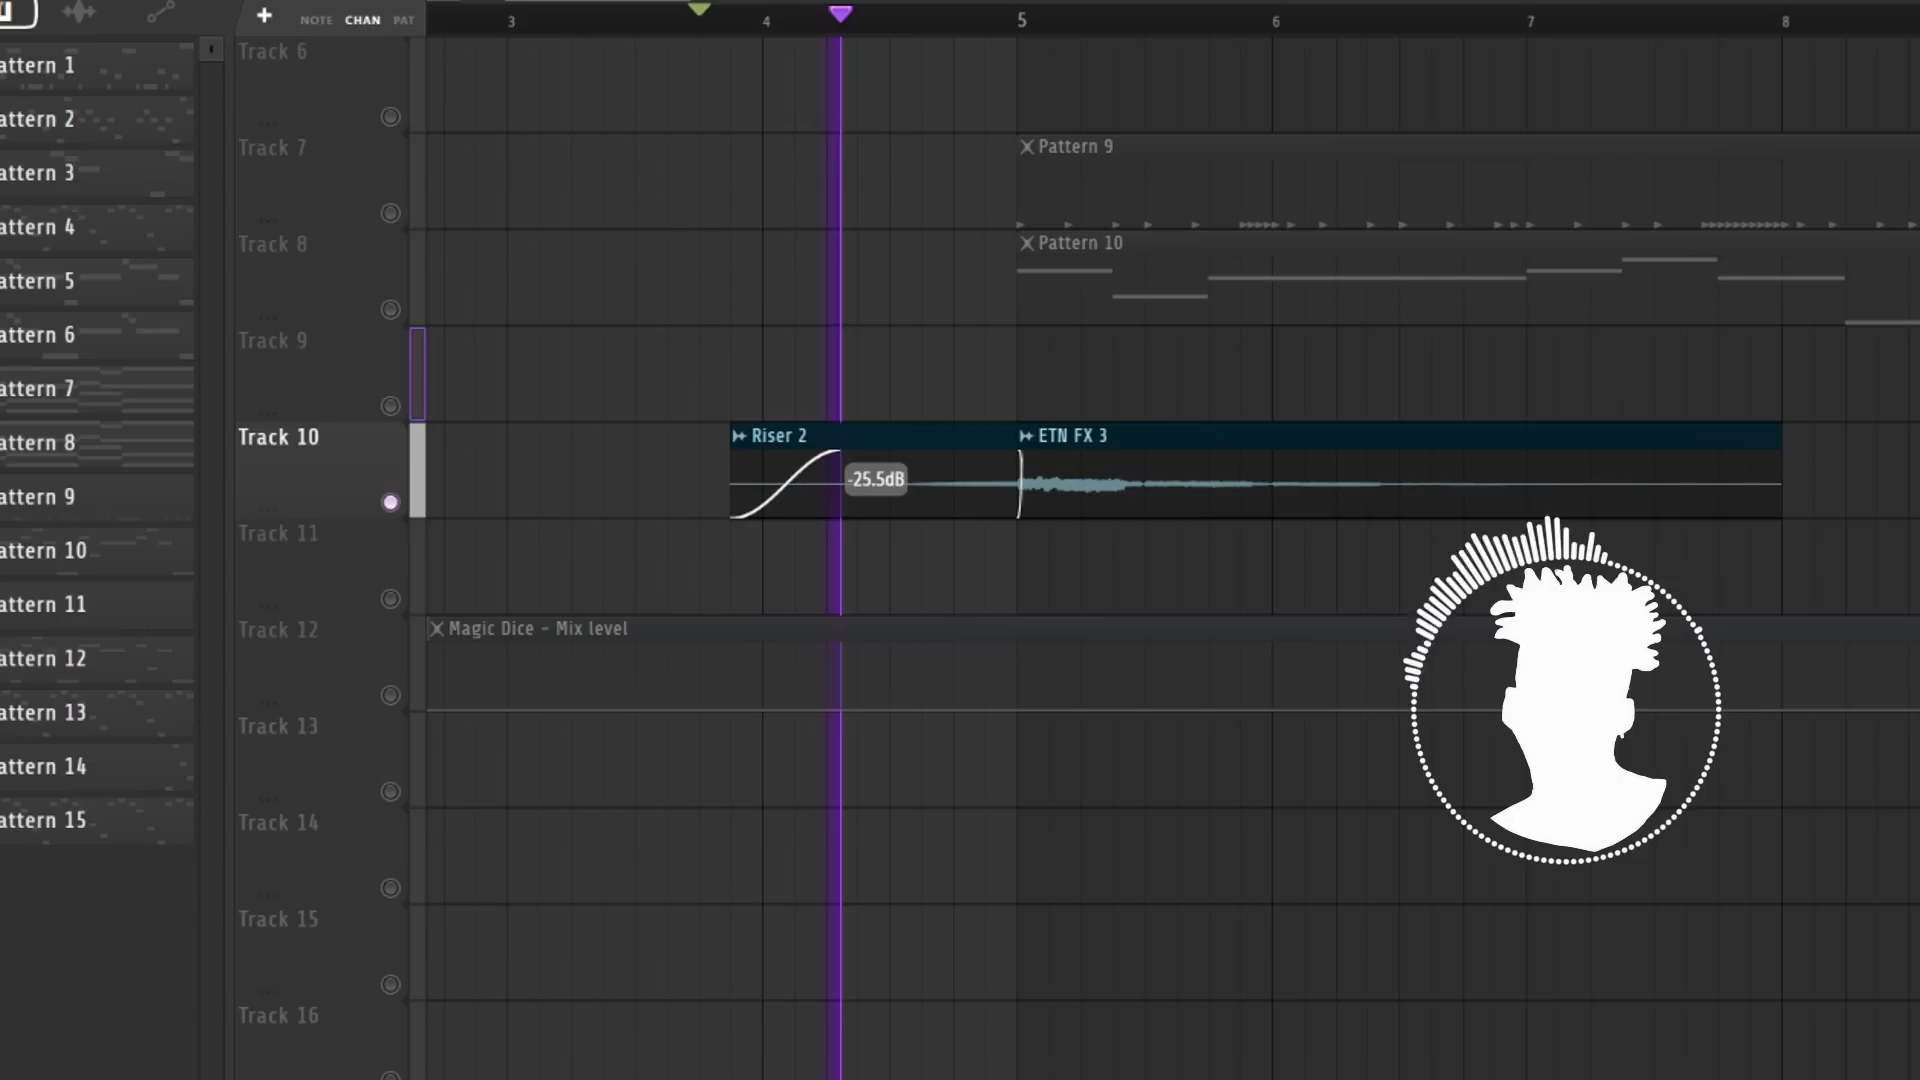 NOTE CHAN PAT
3 4 5 6 7 8
attern 1
attern 2
attern 3
attern 4
attern 5
attern 6
attern 7
attern 8
attern 9
attern 10
attern 11
attern 12
attern 13
attern 14
attern 15
Track 6
Track 7
Track 8
Track 9
Track 10
Track 11
Track 12
Track 13
Track 14
Track 15
Track 16
Pattern 9
Pattern 10
Riser 2
ETN FX 3
-25.5dB
Magic Dice - Mix level